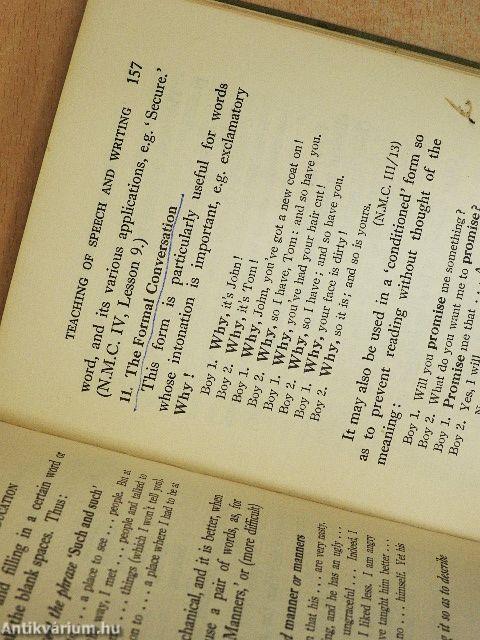 TEACHING OF SPEECH AND WRITING 157
word, and its various applications, e.g. 'Secure.'
(N.M.C. IV, Lesson 9.)
11. The Formal Conversation
This form is particularly useful for words
whose intonation is important, e.g. exclamatory
Why!
Boy 1. Why, it's John!
Boy 2. Why, it's Tom!
Boy 1. Why, John, you've got a new coat on!
Boy 2. Why, so I have, Tom: and so have you.
Boy 1. Why, you've had your hair cut!
Boy 2. Why, so I have; and so have you.
Boy 1. Why, your face is dirty!
Boy 2. Why, so it is; and so is yours.
(N.M.C. III/13)
It may also be used in a 'conditioned' form so
as to prevent reading without thought of the
meaning:
Boy 1. Will you promise me something?
Boy 2. What do you want me to promise?
Boy 1. Promise me that ... A
Boy 2. Yes, I will
filling in a certain word or
the blank spaces. Thus:
the phrase 'Such and such'
a place to see ... people. But at
I met ... people and talked to
things (which I won't tell you),
on to ... a place where I had to be at
and it is better, when
use a pair of words, as, for
Manners,' or (more difficult)
manner or manners
that his ... are very nasty,
and he has an ugly ...
ungraceful ... Indeed, I
I liked less. I am angry
taught him better ...
... himself. Yet his
it so as to describe
Antikvárium.hu